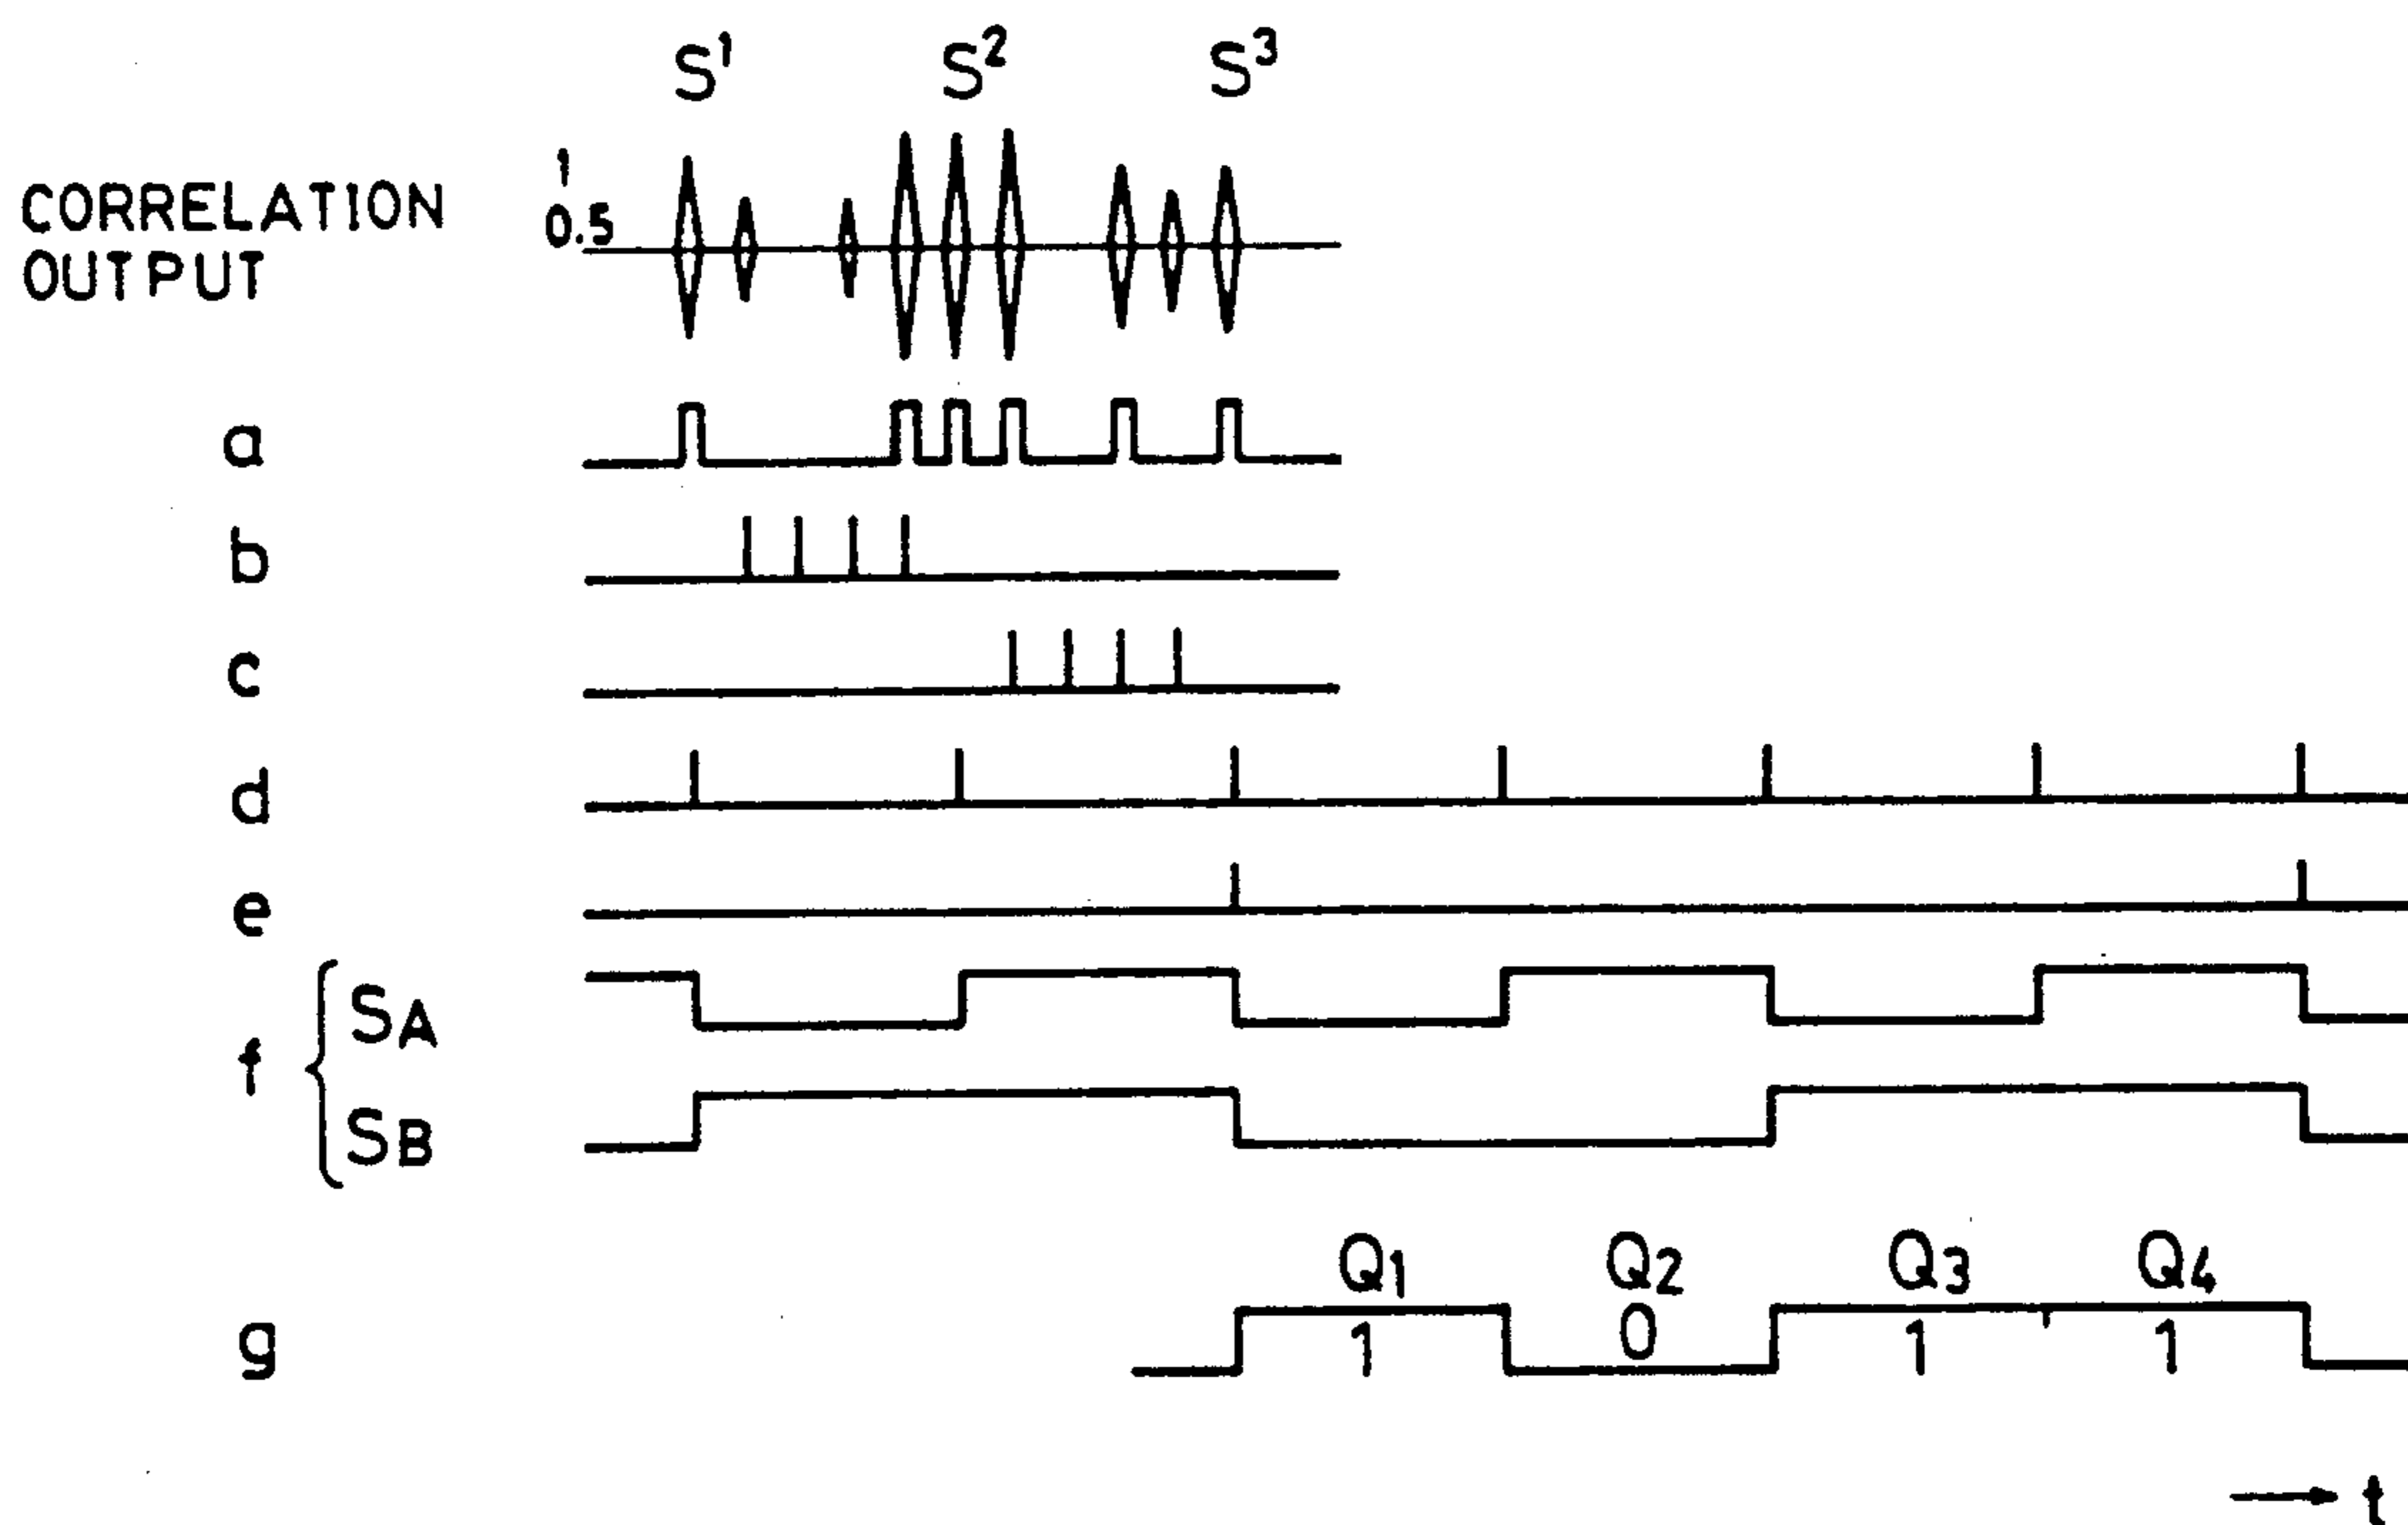 S¹ S² S³
1
CORRELATION
OUTPUT
0.5
a
b
c
d
e
f { SA
SB
Q1 Q2 Q3 Q4
g
1 0 1 1
→ t